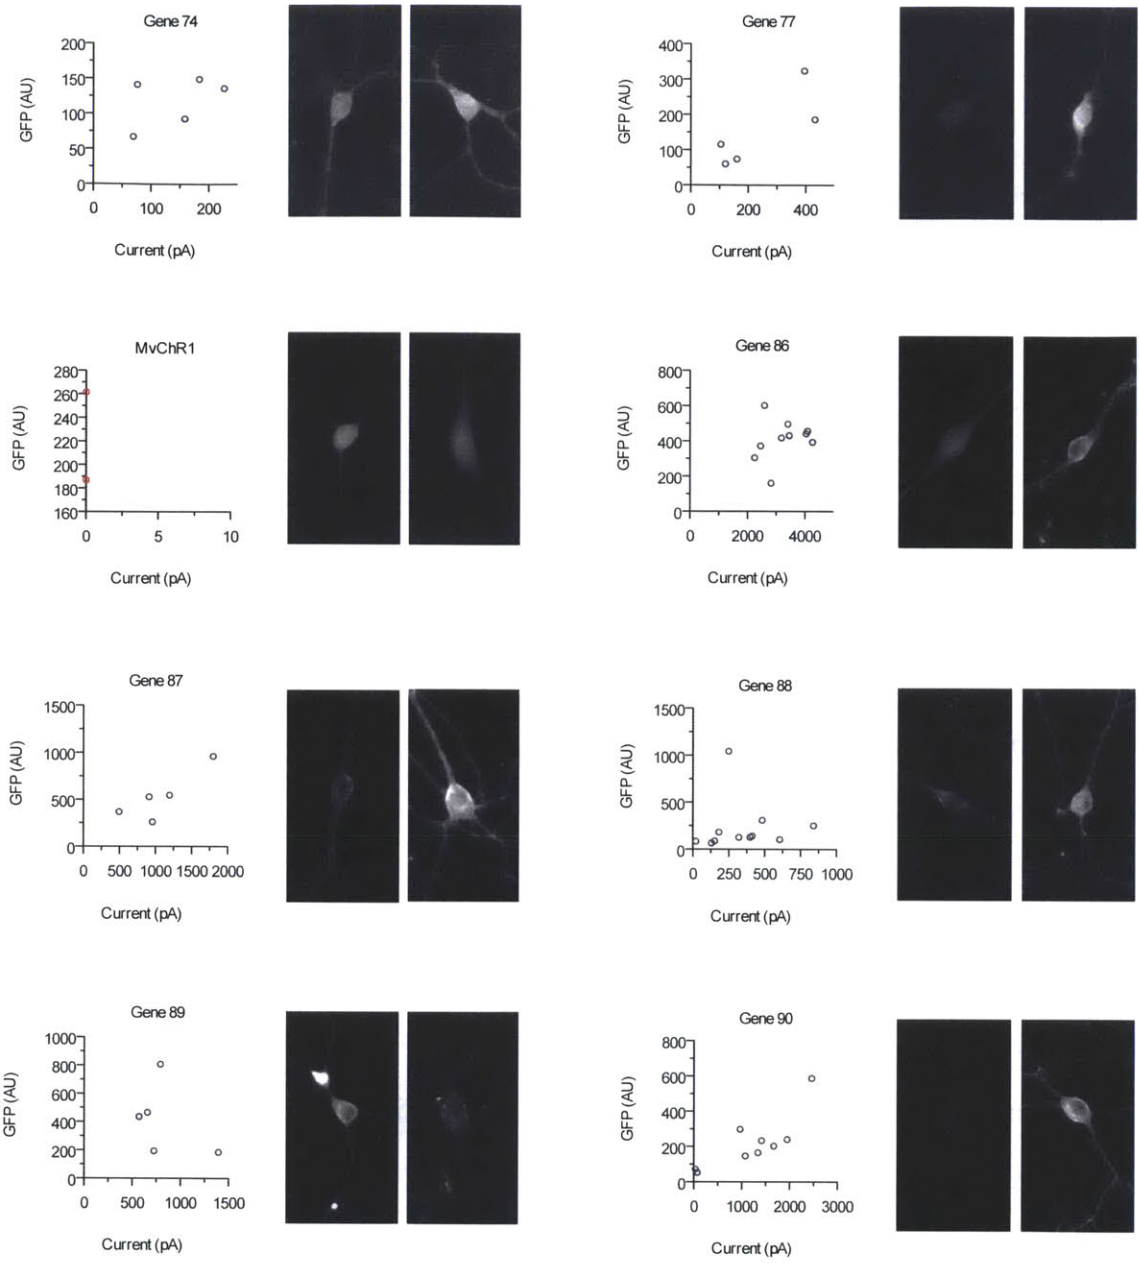 Gene 74
GFP (AU)
200
150
100
50
0
0 100 200
Current (pA)
Gene 77
GFP (AU)
400
300
200
100
0
0 200 400
Current (pA)
MvChR1
GFP (AU)
280
260
240
220
200
180
160
0 5 10
Current (pA)
Gene 86
GFP (AU)
800
600
400
200
0
0 2000 4000
Current (pA)
Gene 87
GFP (AU)
1500
1000
500
0
0 500 1000 1500 2000
Current (pA)
Gene 88
GFP (AU)
1500
1000
500
0
0 250 500 750 1000
Current (pA)
Gene 89
GFP (AU)
1000
800
600
400
200
0
0 500 1000 1500
Current (pA)
Gene 90
GFP (AU)
800
600
400
200
0
0 1000 2000 3000
Current (pA)